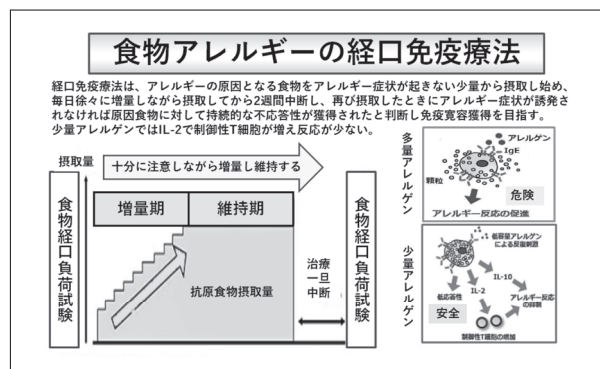 食物アレルギーの経口免疫療法
経口免疫療法は、アレルギーの原因となる食物をアレルギー症状が起きない少量から摂取し始め、
毎日徐々に増量しながら摂取してから2週間中断し、再び摂取したときにアレルギー症状が誘発さ
れなければ原因食物に対して持続的な不応答性が獲得されたと判断し免疫寛容獲得を目指す。
少量アレルゲンではIL-2で制御性T細胞が増え反応が少ない。
摂取量
十分に注意しながら増量し維持する
食物経口負荷試験
増量期
維持期
抗原食物摂取量
治療
一旦
中断
食物経口負荷試験
多量アレルゲン
アレルゲン
IgE
顆粒
危険
アレルギー反応の促進
少量アレルゲン
低容量アレルゲン
による反復刺激
IL-10
IL-2
低応答性
アレルギー反応
の抑制
安全
制御性T細胞の増加